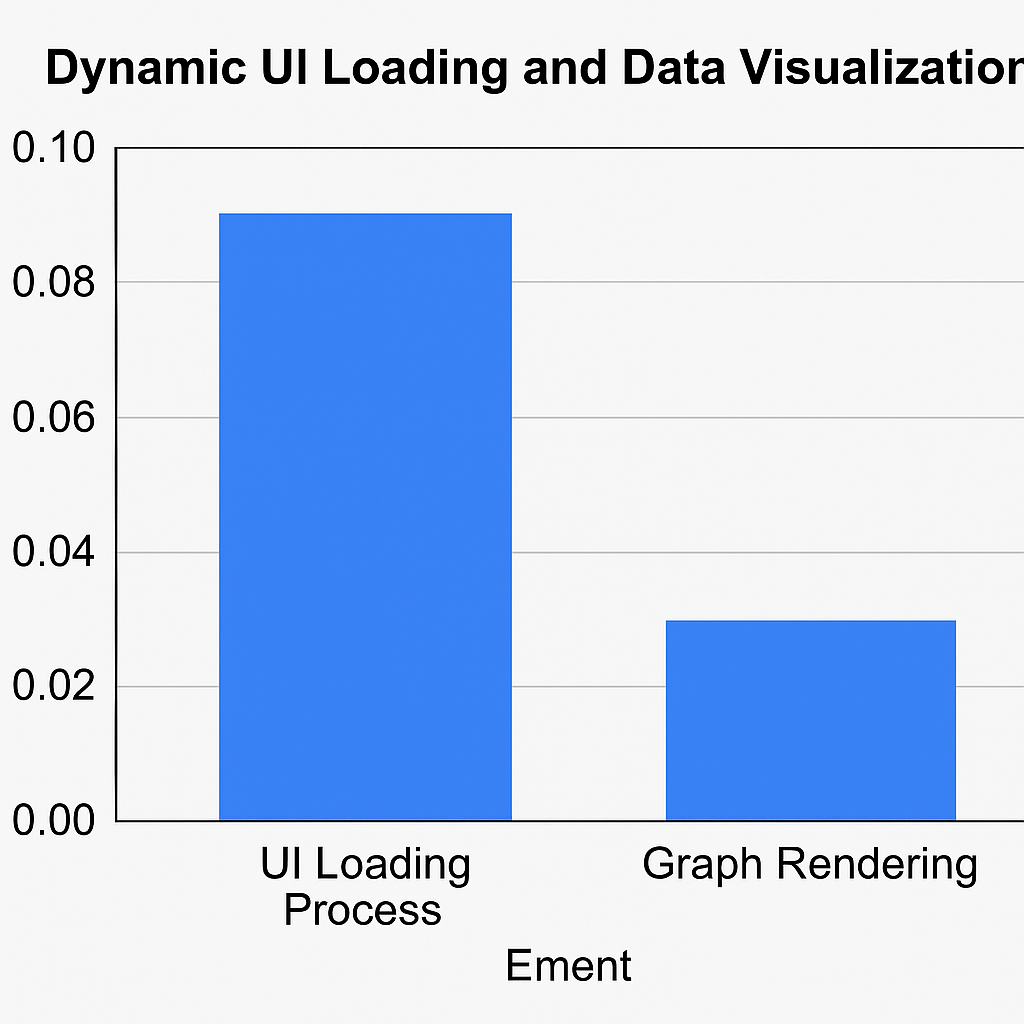 Dynamic UI Loading and Data Visualization
0.10
0.08
0.06
0.04
0.02
0.00
UI Loading
Process
Graph Rendering
Ement